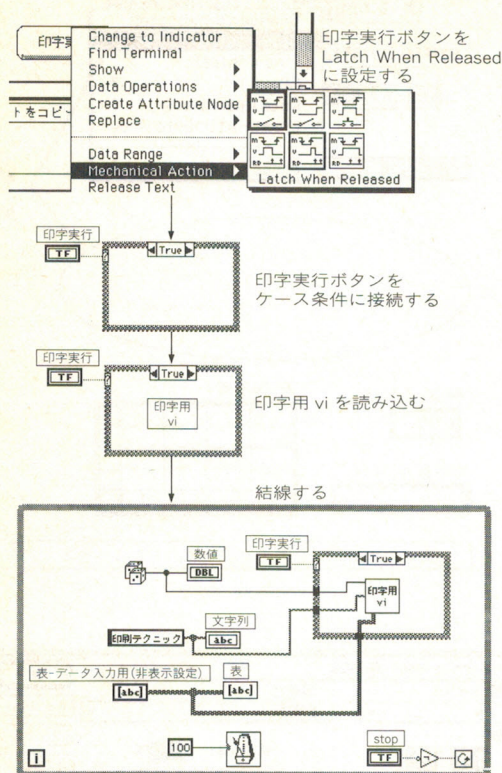 印字実
トをコピ
Change to Indicator
Find Terminal
Show
Data Operations
Create Attribute Node
Replace
Data Range
Mechanical Action
Release Text
Latch When Released
印字実行ボタンを
Latch When Released
に設定する
印字実行
TF
True
印字実行ボタンを
ケース条件に接続する
印字実行
TF
True
印字用
vi
印字用 vi を読み込む
結線する
数値
DBL
印字実行
TF
True
印字用
vi
文字列
印刷テクニック
abc
表-データ入力用(非表示設定)
表
[abc]
[abc]
i
100
stop
TF